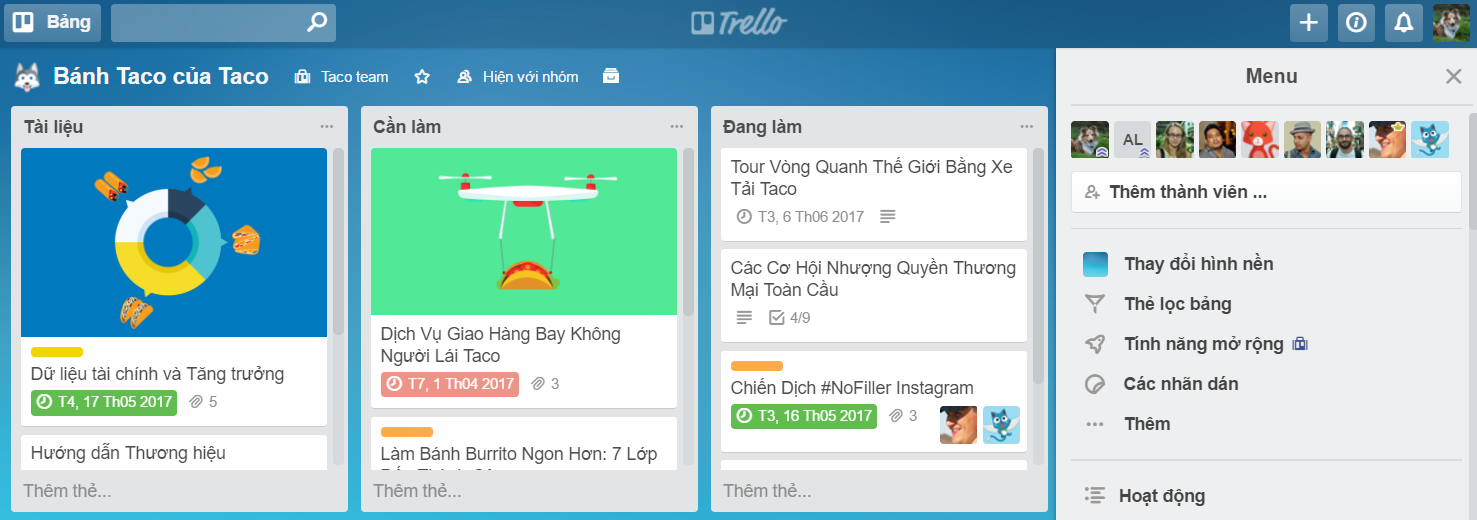 Bảng
Trello
Bánh Taco của Taco
Taco team
Hiện với nhóm
Tài liệu
Dữ liệu tài chính và Tăng trưởng
T4, 17 Th05 2017
5
Hướng dẫn Thương hiệu
Thêm thẻ...
Cần làm
Dịch Vụ Giao Hàng Bay Không
Người Lái Taco
T7, 1 Th04 2017
3
Làm Bánh Burrito Ngon Hơn: 7 Lớp
Thêm thẻ...
Đang làm
Tour Vòng Quanh Thế Giới Bằng Xe
Tải Taco
T3, 6 Th06 2017
Các Cơ Hội Nhượng Quyền Thương
Mại Toàn Cầu
4/9
Chiến Dịch #NoFiller Instagram
T3, 16 Th05 2017
3
Thêm thẻ...
Menu
AL
Thêm thành viên ...
Thay đổi hình nền
Thẻ lọc bảng
Tính năng mở rộng
Các nhãn dán
Thêm
Hoạt động